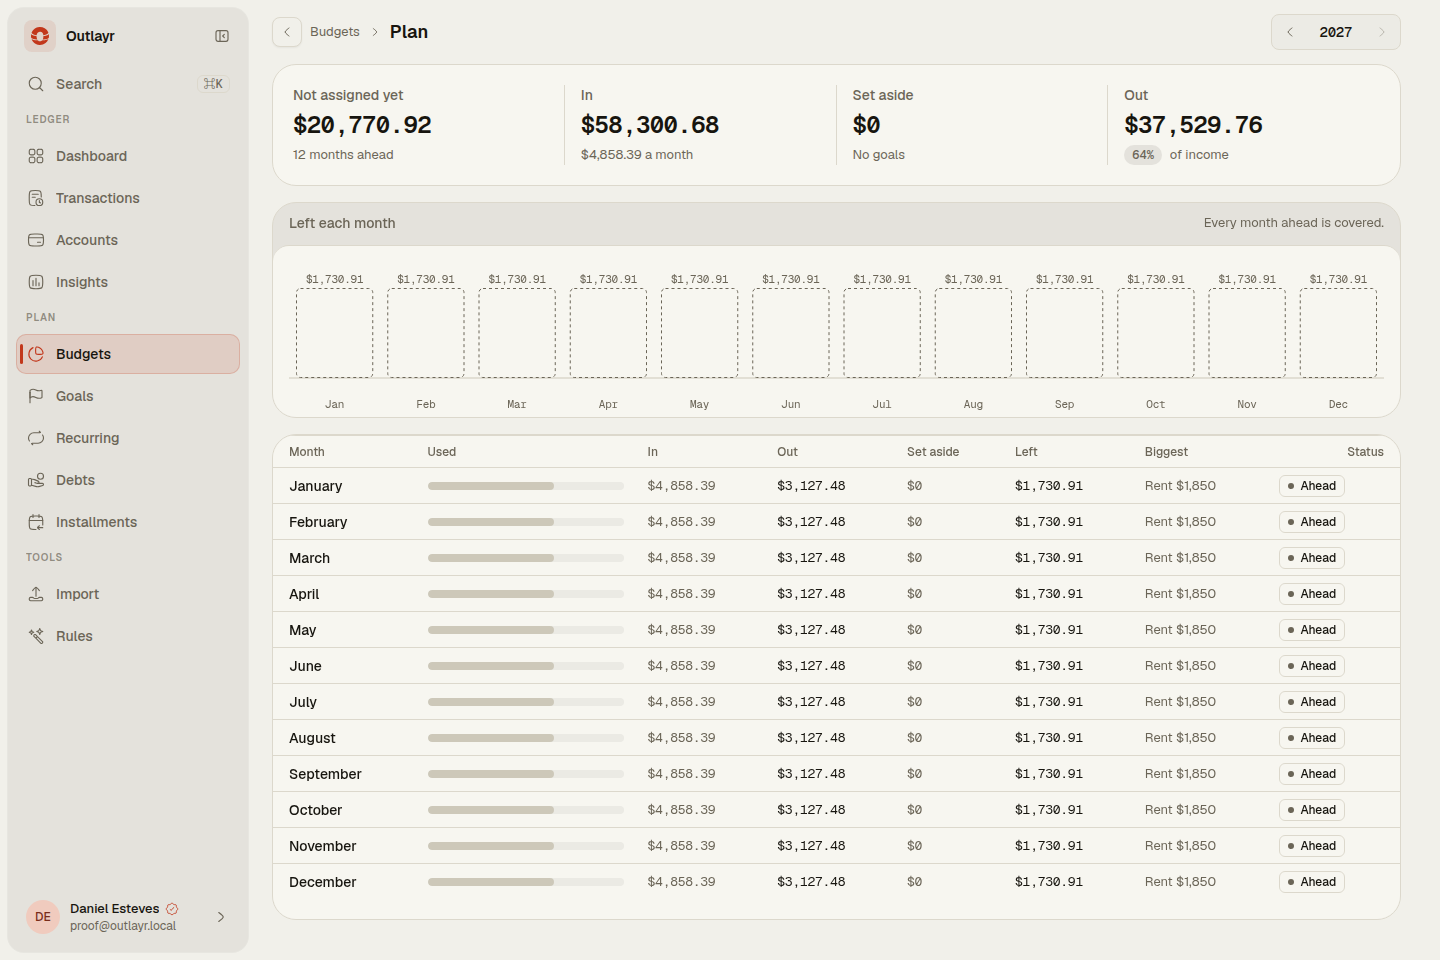 Outlayr
Search ⌘K
LEDGER
Dashboard
Transactions
Accounts
Insights
PLAN
Budgets
Goals
Recurring
Debts
Installments
TOOLS
Import
Rules
DE
Daniel Esteves
proof@outlayr.local
Budgets Plan
2027
Not assigned yet
$20,770.92
12 months ahead
In
$58,300.68
$4,858.39 a month
Set aside
$0
No goals
Out
$37,529.76
64% of income
Left each month Every month ahead is covered.
$1,730.91 $1,730.91 $1,730.91 $1,730.91 $1,730.91 $1,730.91 $1,730.91 $1,730.91 $1,730.91 $1,730.91 $1,730.91 $1,730.91
Jan Feb Mar Apr May Jun Jul Aug Sep Oct Nov Dec
Month Used In Out Set aside Left Biggest Status
January $4,858.39 $3,127.48 $0 $1,730.91 Rent $1,850 Ahead
February $4,858.39 $3,127.48 $0 $1,730.91 Rent $1,850 Ahead
March $4,858.39 $3,127.48 $0 $1,730.91 Rent $1,850 Ahead
April $4,858.39 $3,127.48 $0 $1,730.91 Rent $1,850 Ahead
May $4,858.39 $3,127.48 $0 $1,730.91 Rent $1,850 Ahead
June $4,858.39 $3,127.48 $0 $1,730.91 Rent $1,850 Ahead
July $4,858.39 $3,127.48 $0 $1,730.91 Rent $1,850 Ahead
August $4,858.39 $3,127.48 $0 $1,730.91 Rent $1,850 Ahead
September $4,858.39 $3,127.48 $0 $1,730.91 Rent $1,850 Ahead
October $4,858.39 $3,127.48 $0 $1,730.91 Rent $1,850 Ahead
November $4,858.39 $3,127.48 $0 $1,730.91 Rent $1,850 Ahead
December $4,858.39 $3,127.48 $0 $1,730.91 Rent $1,850 Ahead